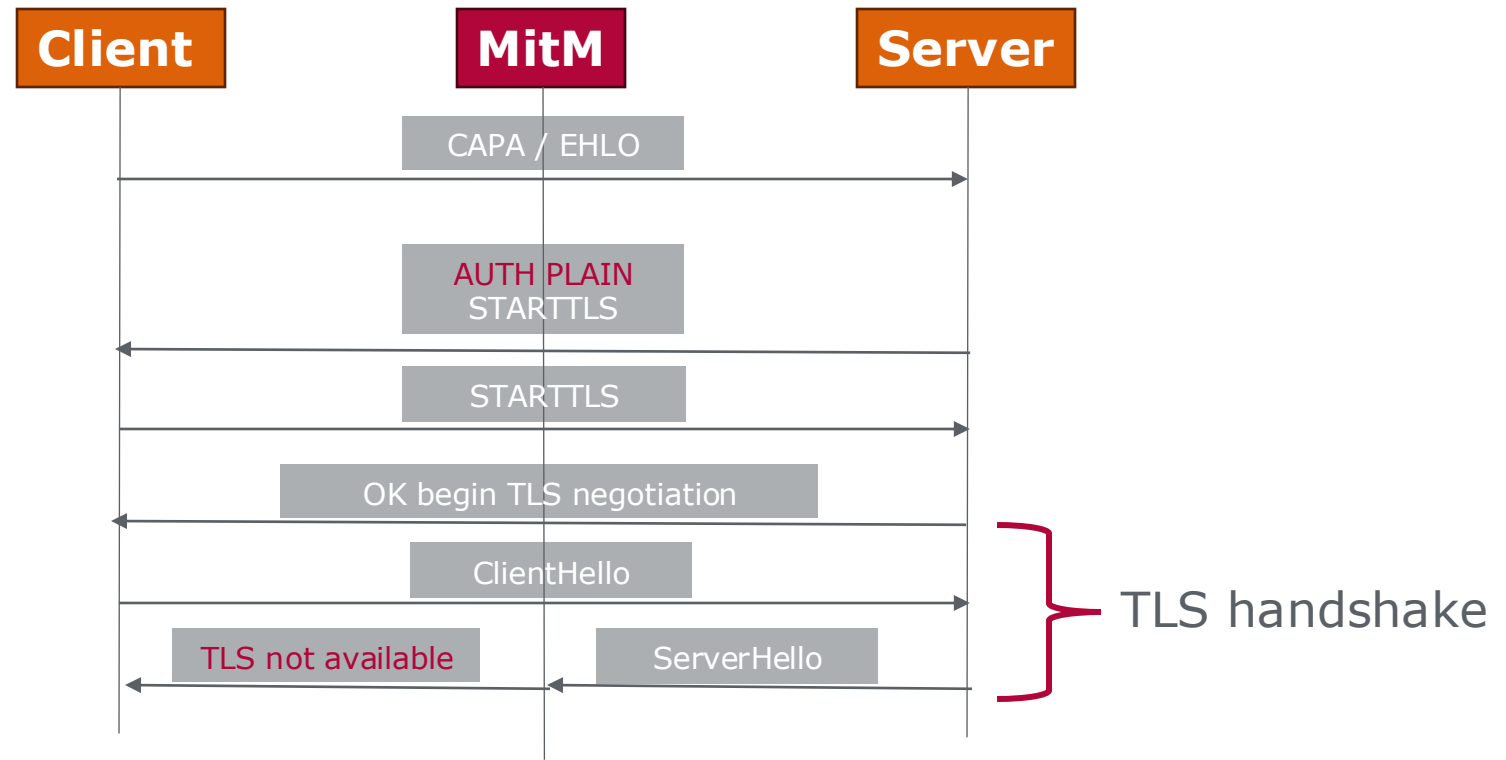 Client
MitM
Server
CAPA / EHLO
AUTH PLAIN
STARTTLS
STARTTLS
OK begin TLS negotiation
ClientHello
TLS handshake
TLS not available
ServerHello